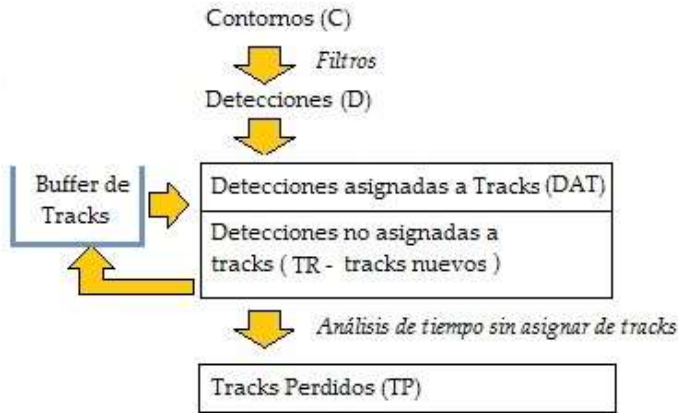 Contornos (C)
Filtros
Detecciones (D)
Buffer de
Tracks
Detecciones asignadas a Tracks (DAT)
Detecciones no asignadas a
tracks ( TR - tracks nuevos )
Análisis de tiempo sin asignar de tracks
Tracks Perdidos (TP)